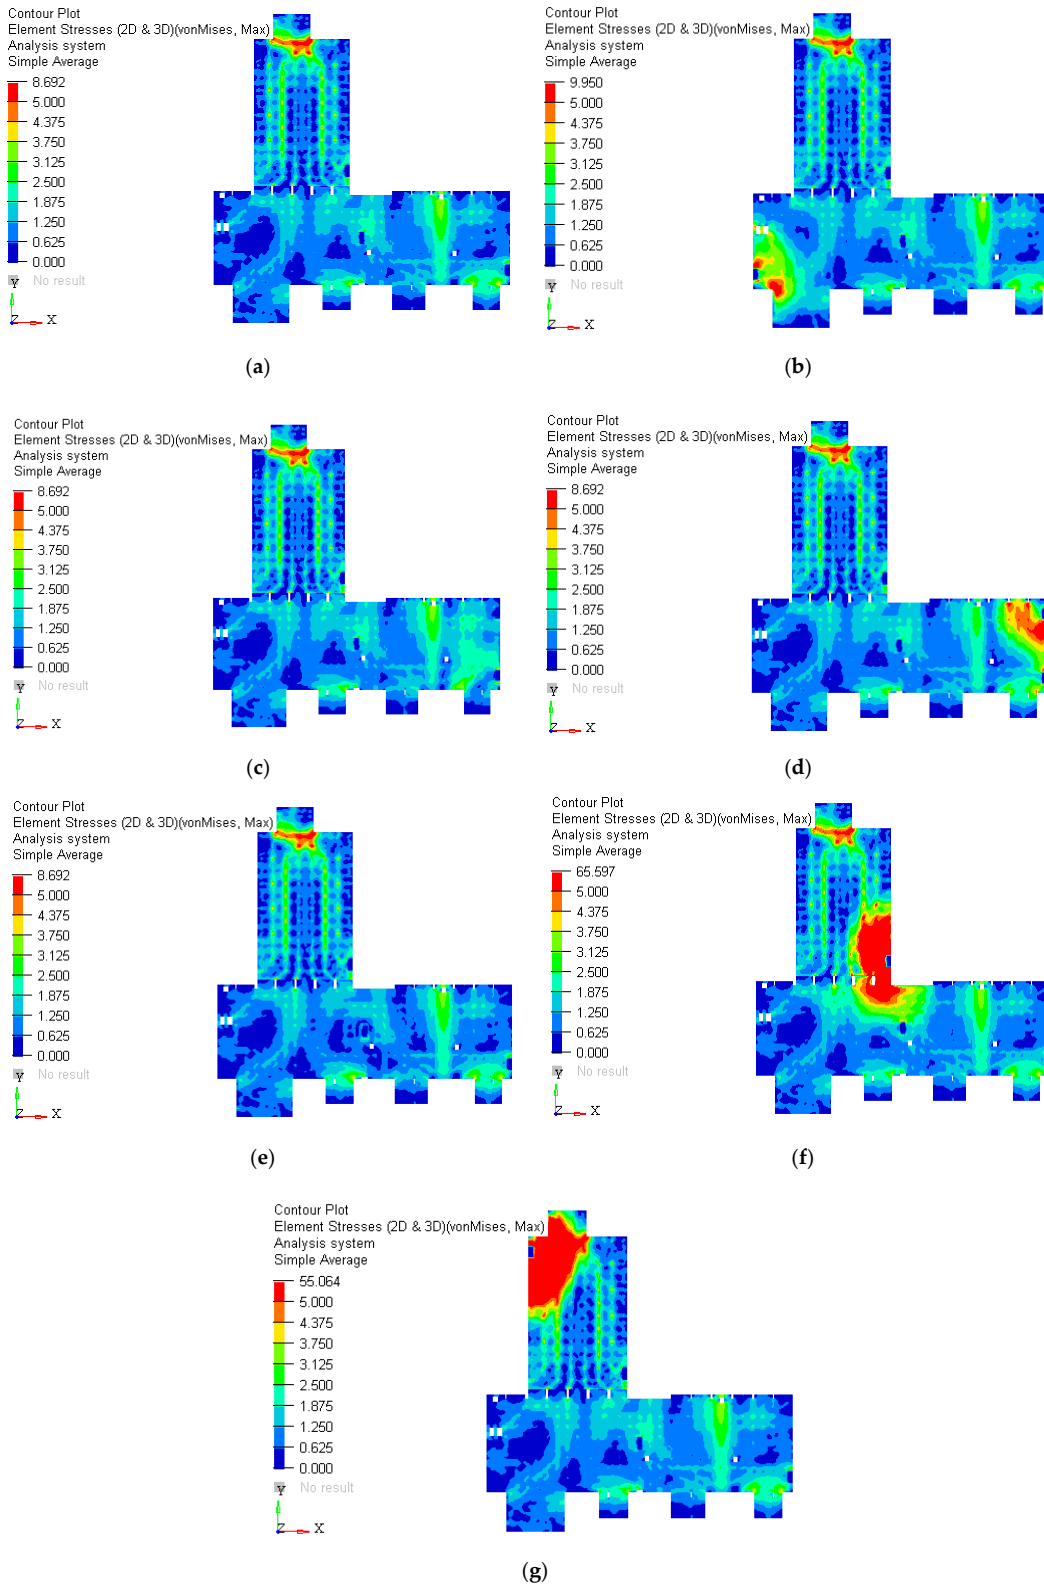 Contour Plot
Element Stresses (2D & 3D)(vonMises, Max)
Analysis system
Simple Average
8.692
5.000
4.375
3.750
3.125
2.500
1.875
1.250
0.625
0.000
No result
Y
Z X
(a)
Contour Plot
Element Stresses (2D & 3D)(vonMises, Max)
Analysis system
Simple Average
9.950
5.000
4.375
3.750
3.125
2.500
1.875
1.250
0.625
0.000
No result
Y
Z X
(b)
Contour Plot
Element Stresses (2D & 3D)(vonMises, Max)
Analysis system
Simple Average
8.692
5.000
4.375
3.750
3.125
2.500
1.875
1.250
0.625
0.000
No result
Y
Z X
(c)
Contour Plot
Element Stresses (2D & 3D)(vonMises, Max)
Analysis system
Simple Average
8.692
5.000
4.375
3.750
3.125
2.500
1.875
1.250
0.625
0.000
No result
Y
Z X
(d)
Contour Plot
Element Stresses (2D & 3D)(vonMises, Max)
Analysis system
Simple Average
8.692
5.000
4.375
3.750
3.125
2.500
1.875
1.250
0.625
0.000
No result
Y
Z X
(e)
Contour Plot
Element Stresses (2D & 3D)(vonMises, Max)
Analysis system
Simple Average
65.597
5.000
4.375
3.750
3.125
2.500
1.875
1.250
0.625
0.000
No result
Y
Z X
(f)
Contour Plot
Element Stresses (2D & 3D)(vonMises, Max)
Analysis system
Simple Average
55.064
5.000
4.375
3.750
3.125
2.500
1.875
1.250
0.625
0.000
No result
Y
Z X
(g)